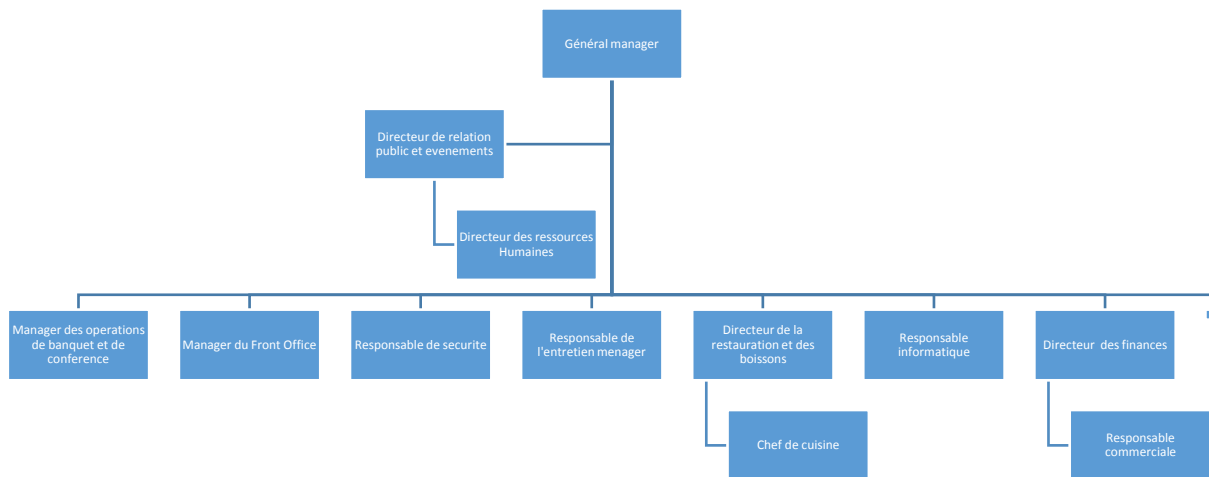 Général manager
Directeur de relation
public et evenements
Directeur des ressources
Humaines
Manager des operations
de banquet et de
conference
Manager du Front Office
Responsable de securite
Responsable de
l'entretien menager
Directeur de la
restauration et des
boissons
Responsable
informatique
Directeur des finances
Chef de cuisine
Responsable
commerciale